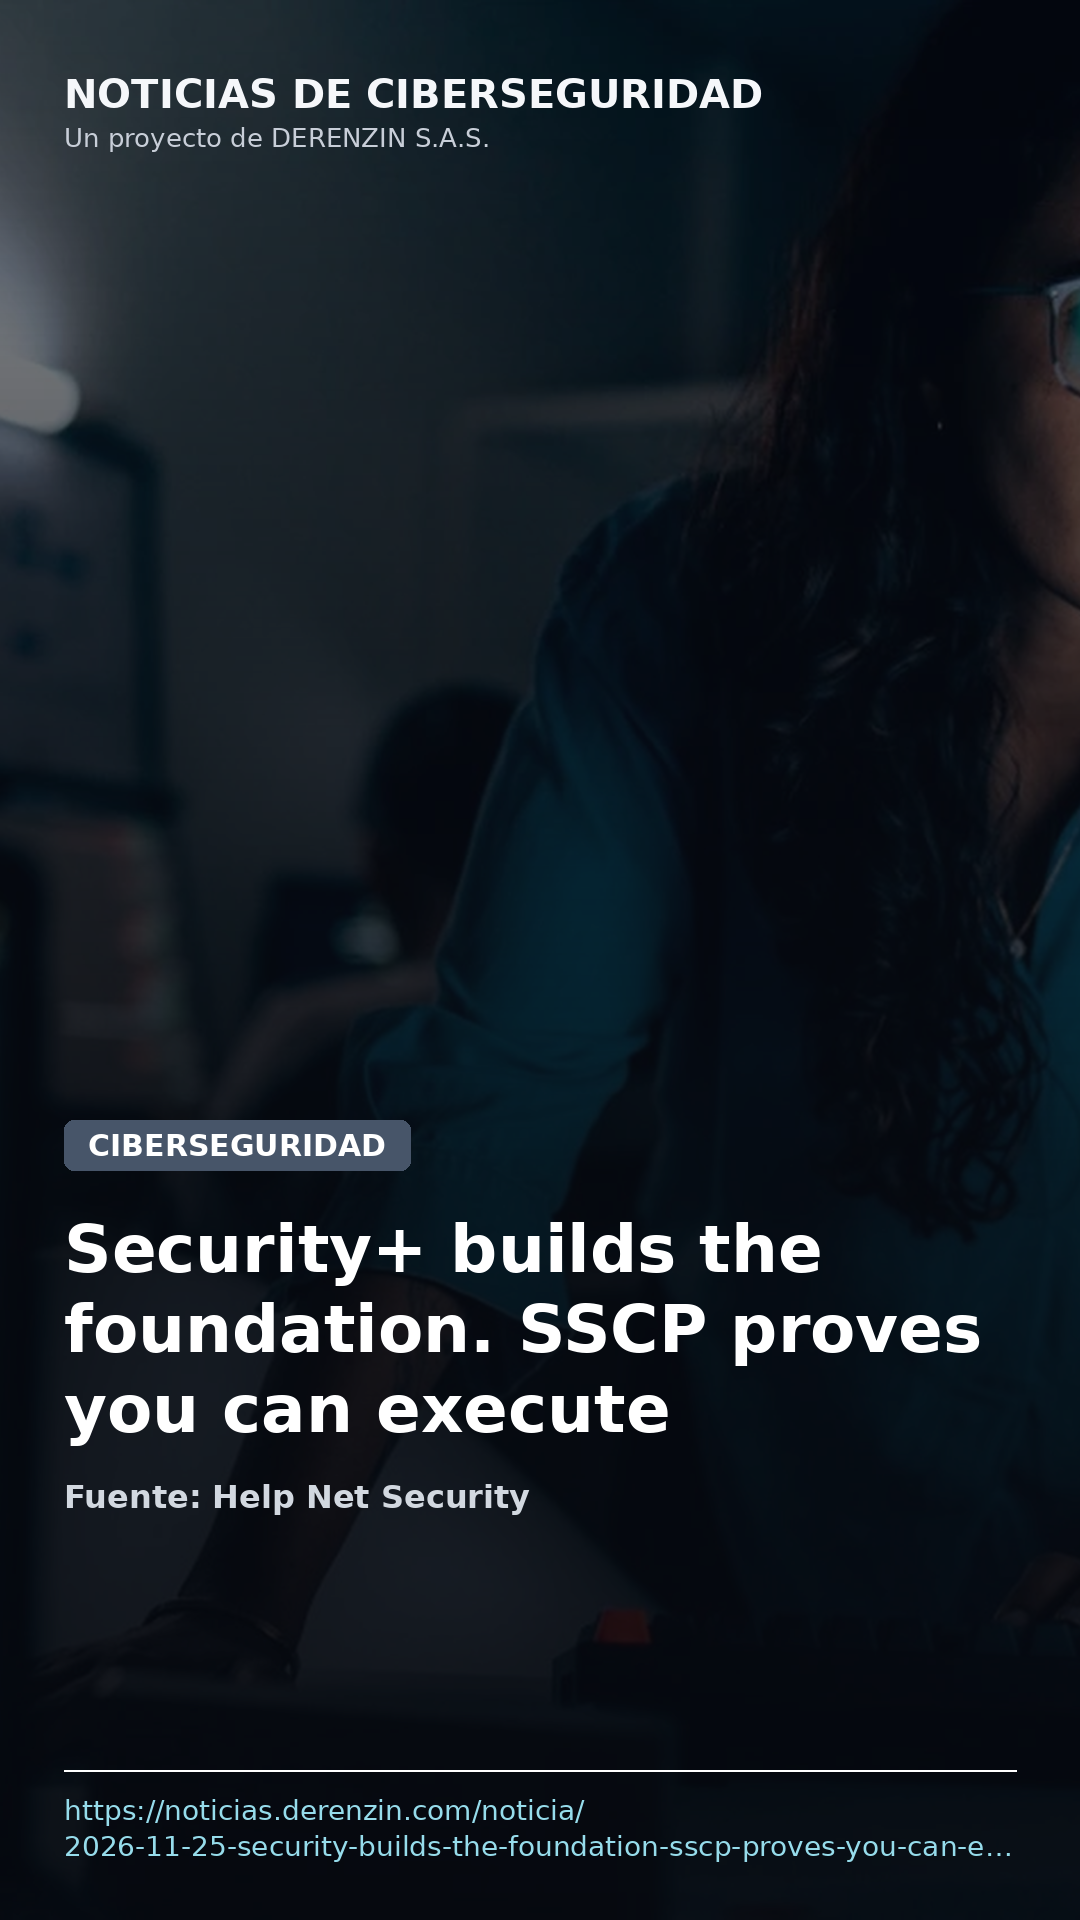 NOTICIAS DE CIBERSEGURIDAD
Un proyecto de DERENZIN S.A.S.
CIBERSEGURIDAD
Security+ builds the
foundation. SSCP proves
you can execute
Fuente: Help Net Security
https://noticias.derenzin.com/noticia/
2026-11-25-security-builds-the-foundation-sscp-proves-you-can-e…